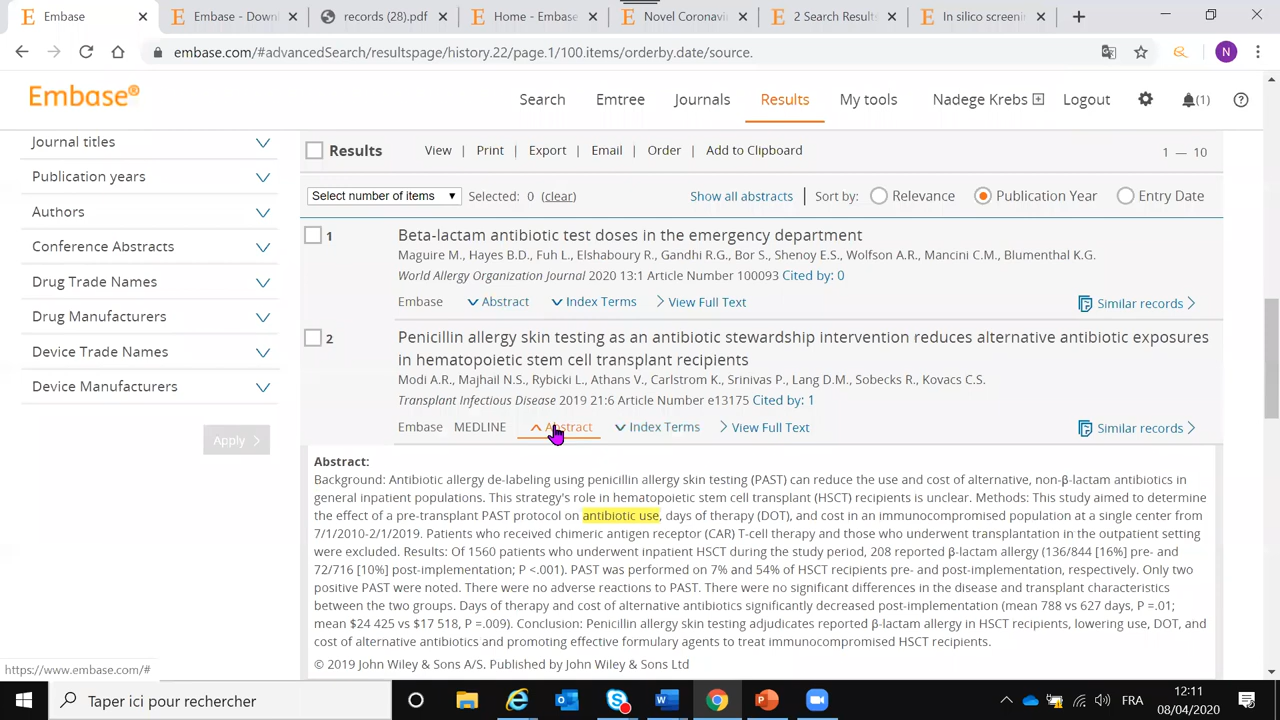 Embase
Embase - Down
records (28).pdf
Home - Embase
Novel Coronavi
2 Search Results
In silico screeni
embase.com/#advancedSearch/resultspage/history.22/page.1/100.items/orderby.date/source.
N
Embase®
Search
Emtree
Journals
Results
My tools
Nadege Krebs
Logout
(1)
Journal titles
Publication years
Authors
Conference Abstracts
Drug Trade Names
Drug Manufacturers
Device Trade Names
Device Manufacturers
Apply
Results
View | Print | Export | Email | Order | Add to Clipboard
1 — 10
Select number of items
Selected: 0 (clear)
Show all abstracts
Sort by:
Relevance
Publication Year
Entry Date
1
Beta-lactam antibiotic test doses in the emergency department
Maguire M., Hayes B.D., Fuh L., Elshaboury R., Gandhi R.G., Bor S., Shenoy E.S., Wolfson A.R., Mancini C.M., Blumenthal K.G.
World Allergy Organization Journal 2020 13:1 Article Number 100093 Cited by: 0
Embase Abstract Index Terms View Full Text Similar records
2
Penicillin allergy skin testing as an antibiotic stewardship intervention reduces alternative antibiotic exposures
in hematopoietic stem cell transplant recipients
Modi A.R., Majhail N.S., Rybicki L., Athans V., Carlstrom K., Srinivas P., Lang D.M., Sobecks R., Kovacs C.S.
Transplant Infectious Disease 2019 21:6 Article Number e13175 Cited by: 1
Embase MEDLINE Abstract Index Terms View Full Text Similar records
Abstract:
Background: Antibiotic allergy de-labeling using penicillin allergy skin testing (PAST) can reduce the use and cost of alternative, non-β-lactam antibiotics in
general inpatient populations. This strategy's role in hematopoietic stem cell transplant (HSCT) recipients is unclear. Methods: This study aimed to determine
the effect of a pre-transplant PAST protocol on antibiotic use, days of therapy (DOT), and cost in an immunocompromised population at a single center from
7/1/2010-2/1/2019. Patients who received chimeric antigen receptor (CAR) T-cell therapy and those who underwent transplantation in the outpatient setting
were excluded. Results: Of 1560 patients who underwent inpatient HSCT during the study period, 208 reported β-lactam allergy (136/844 [16%] pre- and
72/716 [10%] post-implementation; P <.001). PAST was performed on 7% and 54% of HSCT recipients pre- and post-implementation, respectively. Only two
positive PAST were noted. There were no adverse reactions to PAST. There were no significant differences in the disease and transplant characteristics
between the two groups. Days of therapy and cost of alternative antibiotics significantly decreased post-implementation (mean 788 vs 627 days, P =.01;
mean $24 425 vs $17 518, P =.009). Conclusion: Penicillin allergy skin testing adjudicates reported β-lactam allergy in HSCT recipients, lowering use, DOT, and
cost of alternative antibiotics and promoting effective formulary agents to treat immunocompromised HSCT recipients.
© 2019 John Wiley & Sons A/S. Published by John Wiley & Sons Ltd
https://www.embase.com/#
Taper ici pour rechercher
FRA
12:11
08/04/2020